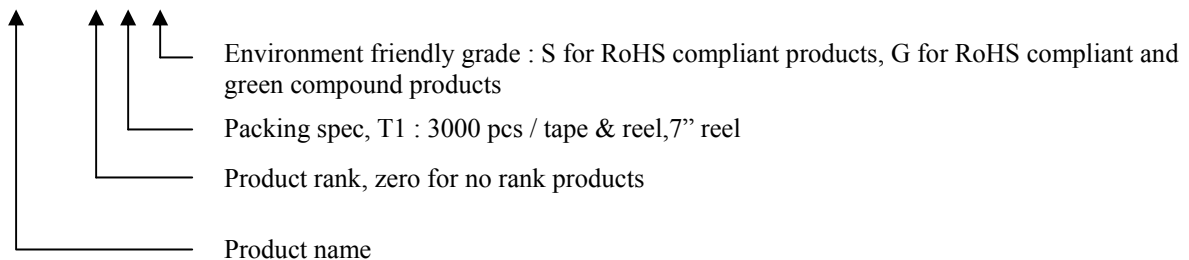 Environment friendly grade : S for RoHS compliant products, G for RoHS compliant and
green compound products
Packing spec, T1 : 3000 pcs / tape & reel,7” reel
Product rank, zero for no rank products
Product name